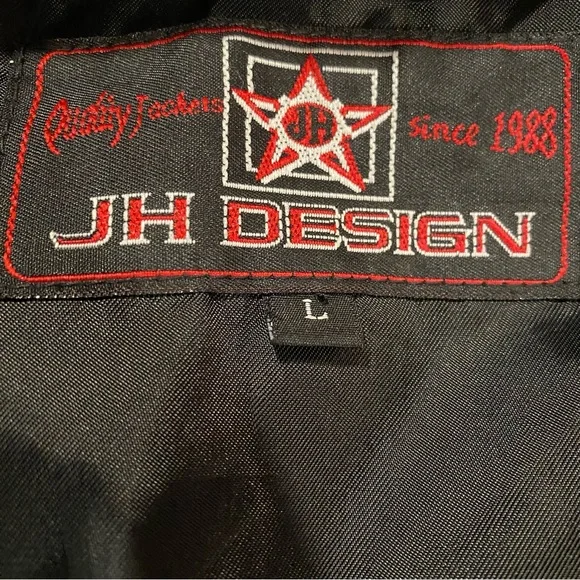 Quality Jackets
JH
since 1988
JH DESIGN
L